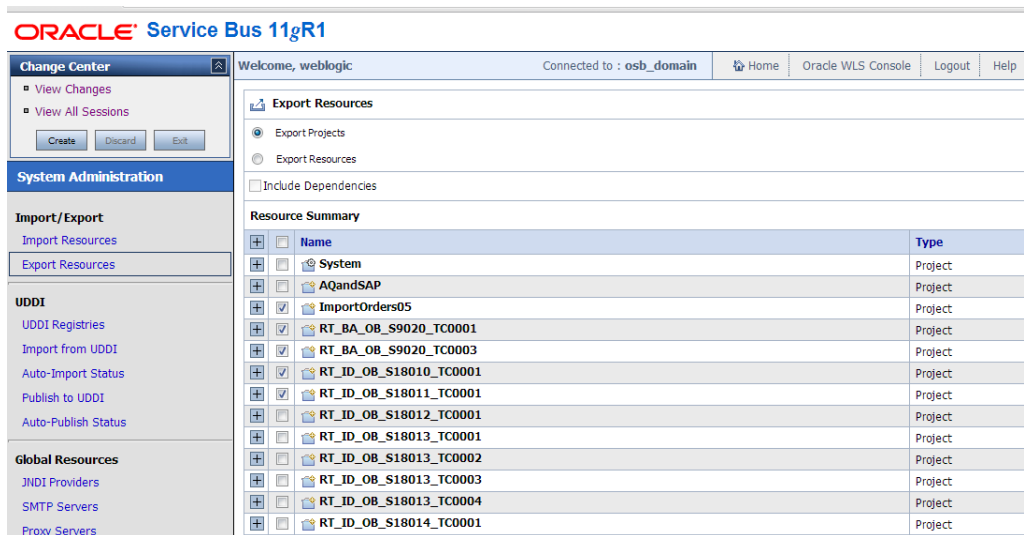 ORACLE Service Bus 11gR1
Change Center
View Changes
View All Sessions
Create Discard Exit
Welcome, weblogic Connected to : osb_domain Home Oracle WLS Console Logout Help
System Administration
Import/Export
Import Resources
Export Resources
UDDI
UDDI Registries
Import from UDDI
Auto-Import Status
Publish to UDDI
Auto-Publish Status
Global Resources
JNDI Providers
SMTP Servers
Proxy Servers
Export Resources
Export Projects
Export Resources
Include Dependencies
Resource Summary
Name Type
System Project
AQandSAP Project
ImportOrders05 Project
RT_BA_OB_S9020_TC0001 Project
RT_BA_OB_S9020_TC0003 Project
RT_ID_OB_S18010_TC0001 Project
RT_ID_OB_S18011_TC0001 Project
RT_ID_OB_S18012_TC0001 Project
RT_ID_OB_S18013_TC0001 Project
RT_ID_OB_S18013_TC0002 Project
RT_ID_OB_S18013_TC0003 Project
RT_ID_OB_S18013_TC0004 Project
RT_ID_OB_S18014_TC0001 Project